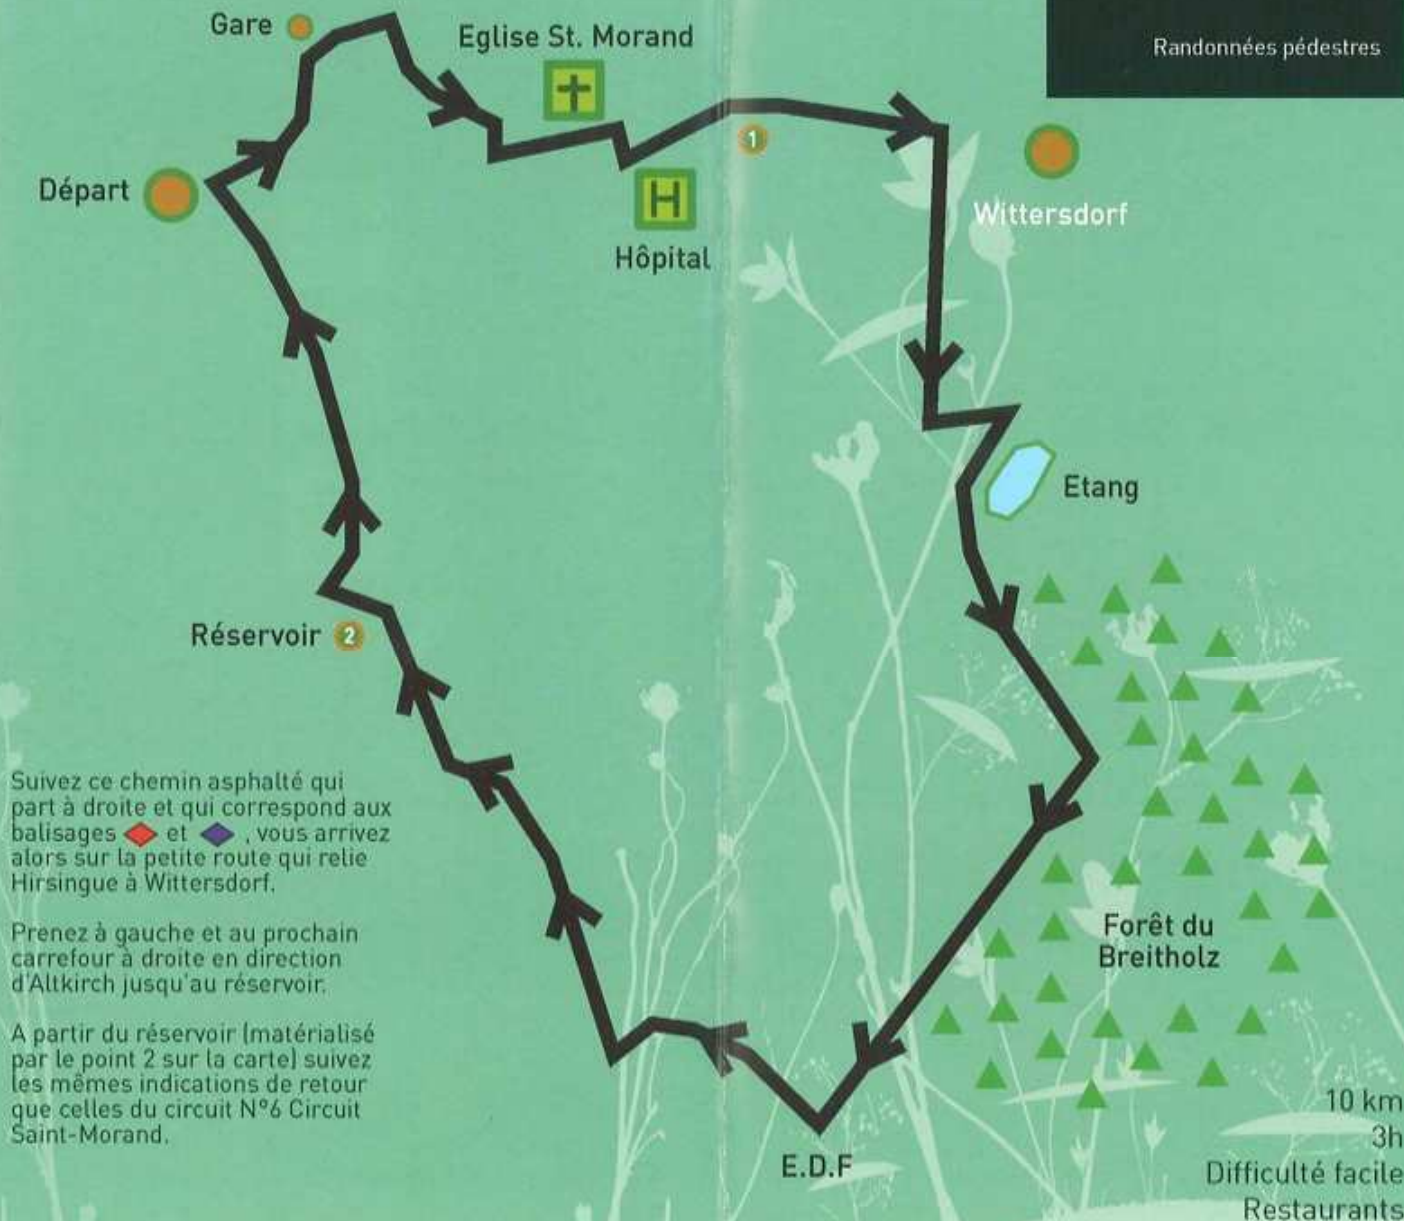 Randonnées pédestres
Gare
Eglise St. Morand
1
Départ
H
Wittersdorf
Hôpital
Etang
Réservoir 2
Suivez ce chemin asphalté qui
part à droite et qui correspond aux
balisages et , vous arrivez
alors sur la petite route qui relie
Hirsingue à Wittersdorf.
Prenez à gauche et au prochain
carrefour à droite en direction
d'Altkirch jusqu'au réservoir.
A partir du réservoir (matérialisé
par le point 2 sur la carte) suivez
les mêmes indications de retour
que celles du circuit N°6 Circuit
Saint-Morand.
Forêt du
Breitholz
E.D.F
10 km
3h
Difficulté facile
Restaurants